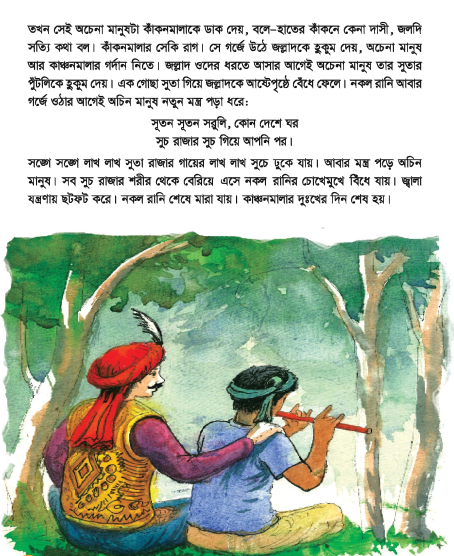 তখন সেই অচেনা মানুষটা কাঁকনমালাকে ডাক দেয়, বলে–হাতের কাঁকনে কেনা দাসী, জলদি
সত্যি কথা বল। কাঁকনমালার সেকি রাগ। সে গর্জে উঠে জল্লাদকে হুকুম দেয়, অচেনা মানুষ
আর কাঞ্চনমালার গর্দান নিতে। জল্লাদ ওদের ধরতে আসার আগেই অচেনা মানুষ তার সুতার
পুঁটলিকে হুকুম দেয়। এক গোছা সুতা গিয়ে জল্লাদকে আষ্টেপৃষ্ঠে বেঁধে ফেলে। নকল রানি আবার
গর্জে ওঠার আগেই অচিন মানুষ নতুন মন্ত্র পড়া ধরে:
সূতন সূতন সরুলি, কোন দেশে ঘর
সুচ রাজার সুচ গিয়ে আপনি পর।
সঙ্গে সঙ্গে লাখ লাখ সুতা রাজার গায়ের লাখ লাখ সুচে ঢুকে যায়। আবার মন্ত্র পড়ে অচিন
মানুষ। সব সুচ রাজার শরীর থেকে বেরিয়ে এসে নকল রানির চোখেমুখে বিঁধে যায়। জ্বালা
যন্ত্রণায় ছটফট করে। নকল রানি শেষে মারা যায়। কাঞ্চনমালার দুঃখের দিন শেষ হয়।